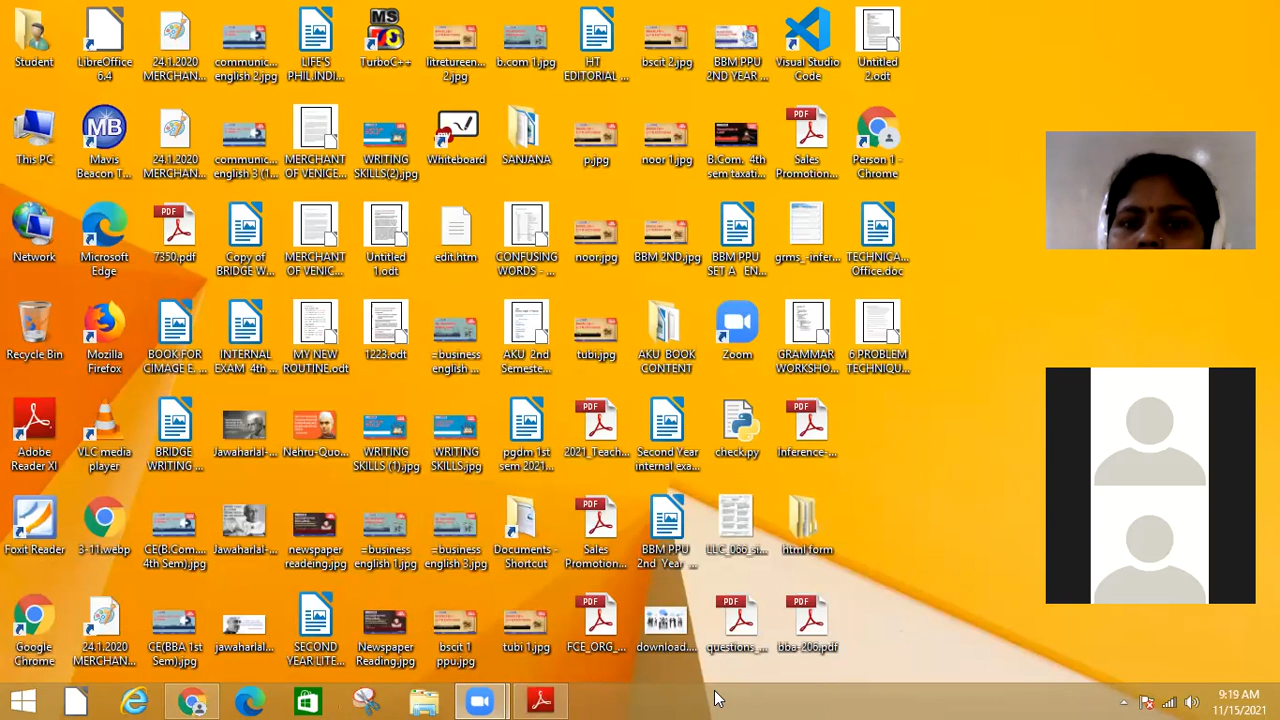 Student
LibreOffice
6.4
24.1.2020
MERCHAN...
communic...
english 2.jpg
LIFE'S
PHIL.INDI...
TurboC++
litretureen...
2.jpg
b.com 1.jpg
HT
EDITORIAL ...
bscit 2.jpg
BBM PPU
2ND YEAR ...
Visual Studio
Code
Untitled
2.odt
This PC
Mavis
Beacon T...
24.1.2020
MERCHAN...
communic...
english 3 (1...
MERCHANT
OF VENICE...
WRITING
SKILLS(2).jpg
Whiteboard
SANJANA
p.jpg
noor 1.jpg
B.Com. 4th
sem taxati...
Sales
Promotion...
Person 1 -
Chrome
Network
Microsoft
Edge
7350.pdf
Copy of
BRIDGE W...
MERCHANT
OF VENIC...
Untitled
1.odt
edit.htm
CONFUSING
WORDS - ...
noor.jpg
BBM 2ND.jpg
BBM PPU
SET A EN...
grms_-infer...
TECHNICA...
Office.doc
Recycle Bin
Mozilla
Firefox
BOOK FOR
CIMAGE E. ...
INTERNAL
EXAM 4th ...
MY NEW
ROUTINE.odt
1223.odt
=business
english ...
AKU 2nd
Semeste...
tubi.jpg
AKU BOOK
CONTENT
Zoom
GRAMMAR
WORKSHO...
6 PROBLEM
TECHNIQU...
Adobe
Reader XI
VLC media
player
BRIDGE
WRITING ...
Jawaharlal-...
Nehru-Quo...
WRITING
SKILLS (1).jpg
WRITING
SKILLS.jpg
pgdm 1st
sem 2021...
2021_Teach...
Second Year
internal exa...
check.py
Inference-...
Foxit Reader
3-11.webp
CE(B.Com....
4th Sem).jpg
Jawaharlal-...
newspaper
readeing.jpg
=business
english 1.jpg
=business
english 3.jpg
Documents -
Shortcut
Sales
Promotion...
BBM PPU
2nd Year ...
LLC_066_si...
html form
Google
Chrome
24.1.2020
MERCHAN...
CE(BBA 1st
Sem).jpg
jawaharlal...
SECOND
YEAR LITE...
Newspaper
Reading.jpg
bscit 1
ppu.jpg
tubi 1.jpg
FCE_ORG_...
download....
questions_...
bba-206.pdf
9:19 AM
11/15/2021